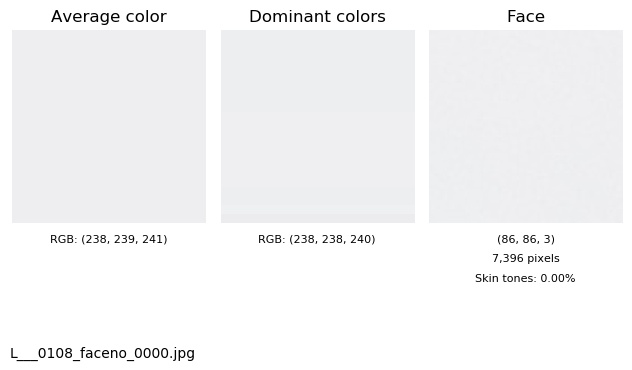 Average color
Dominant colors
Face
RGB: (238, 239, 241)
RGB: (238, 238, 240)
(86, 86, 3)
7,396 pixels
Skin tones: 0.00%
L___0108_faceno_0000.jpg